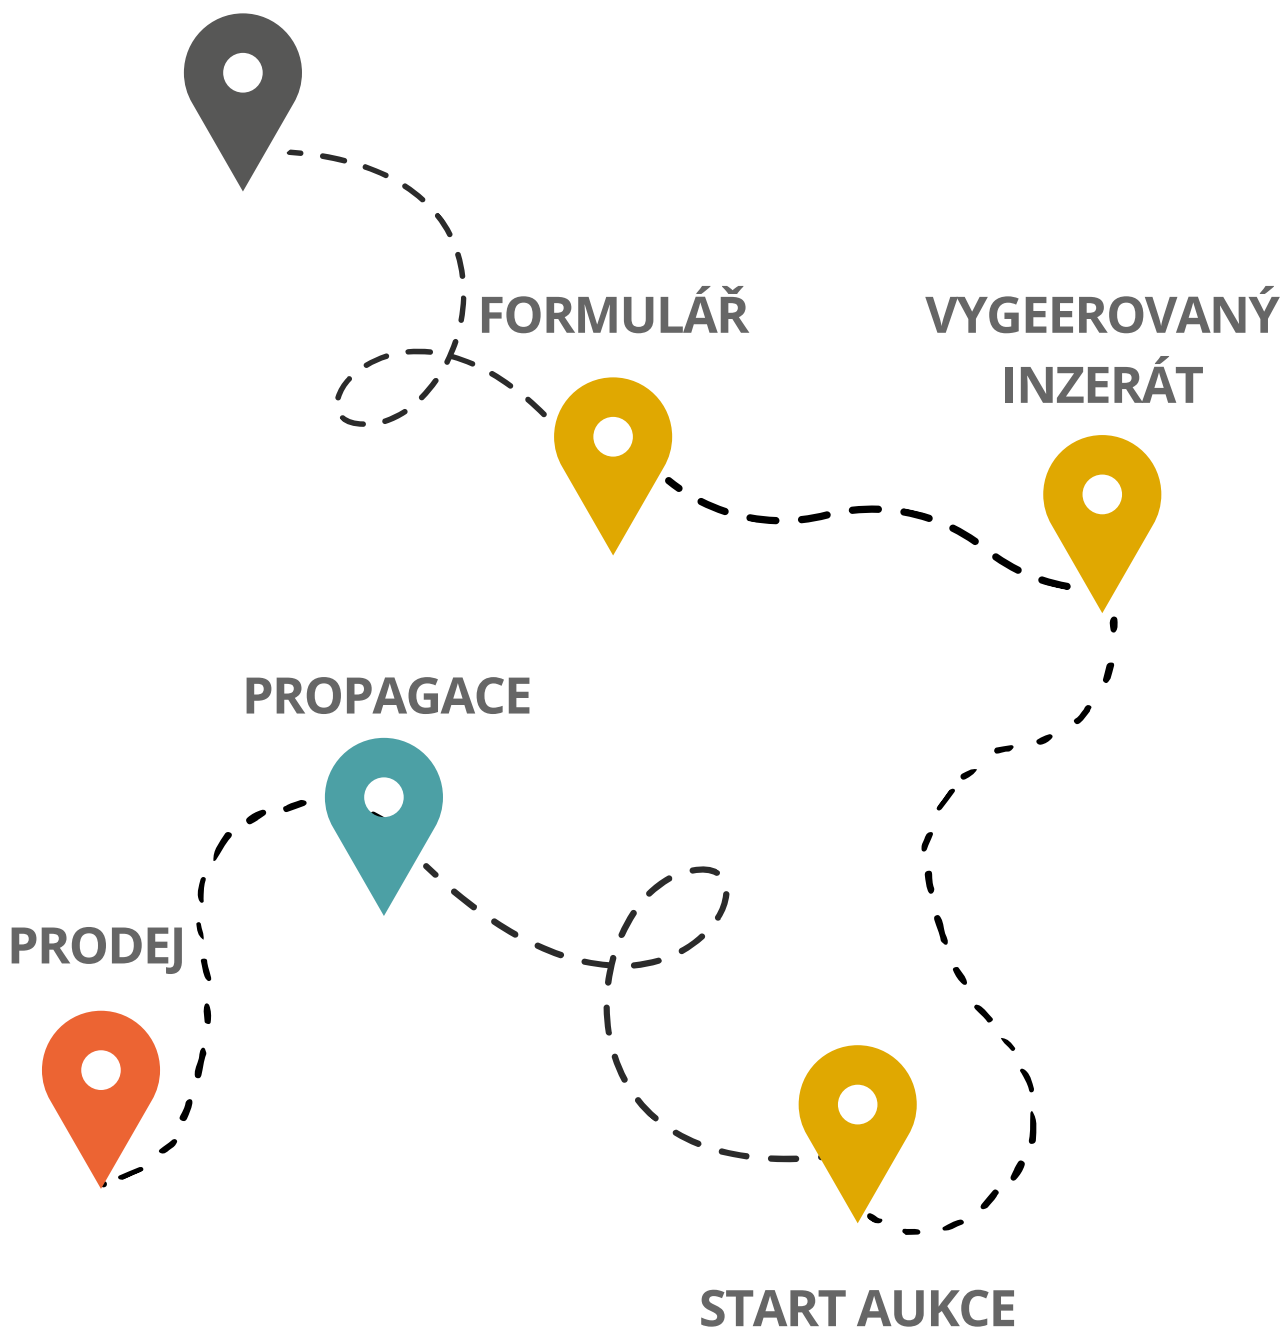 FORMULÁŘ
VYGEEROVANÝ
INZERÁT
PROPAGACE
PRODEJ
START AUKCE